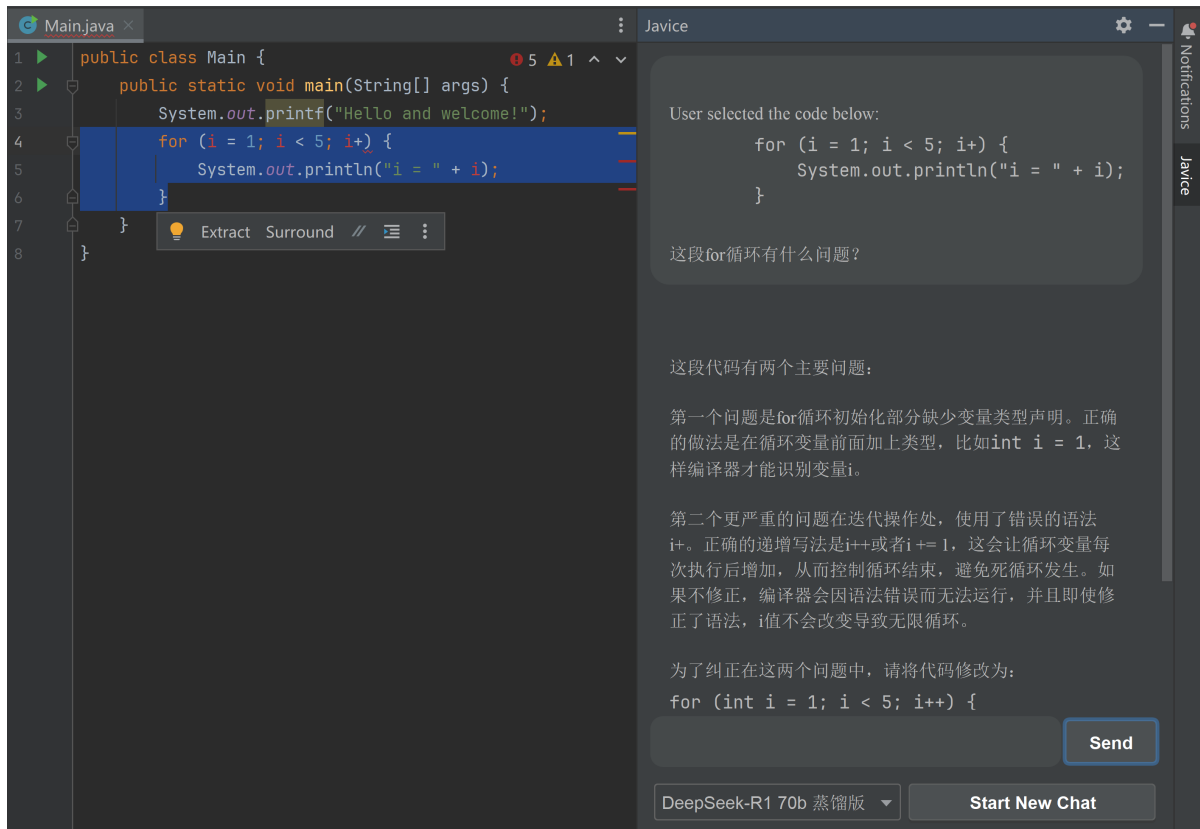 Main.java
5 1
1 public class Main {
2 public static void main(String[] args) {
3 System.out.printf("Hello and welcome!");
4 for (i = 1; i < 5; i+) {
5 System.out.println("i = " + i);
6 }
7 }
8 }
Extract Surround //
Javice
User selected the code below:
for (i = 1; i < 5; i+) {
System.out.println("i = " + i);
}
这段for循环有什么问题?
这段代码有两个主要问题:
第一个问题是for循环初始化部分缺少变量类型声明。正确
的做法是在循环变量前面加上类型，比如int i = 1，这
样编译器才能识别变量i。
第二个更严重的问题在迭代操作处，使用了错误的语法
i+。正确的递增写法是i++或者i += 1，这会让循环变量每
次执行后增加，从而控制循环结束，避免死循环发生。如
果不修正，编译器会因语法错误而无法运行，并且即使修
正了语法，i值不会改变导致无限循环。
为了纠正在这两个问题中，请将代码修改为:
for (int i = 1; i < 5; i++) {
Send
DeepSeek-R1 70b 蒸馏版
Start New Chat
Notifications
Javice